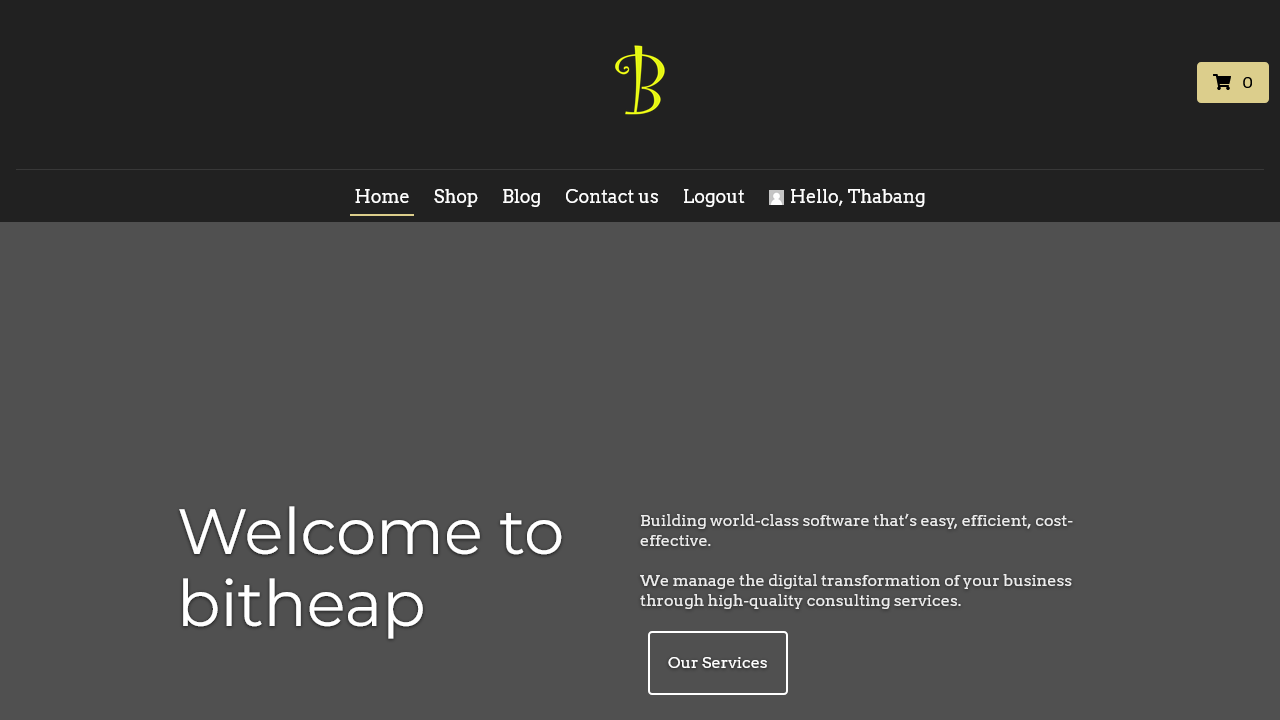 B
0
Home Shop Blog Contact us Logout Hello, Thabang
Welcome to
bitheap
Building world-class software that’s easy, efficient, cost-
effective.
We manage the digital transformation of your business
through high-quality consulting services.
Our Services